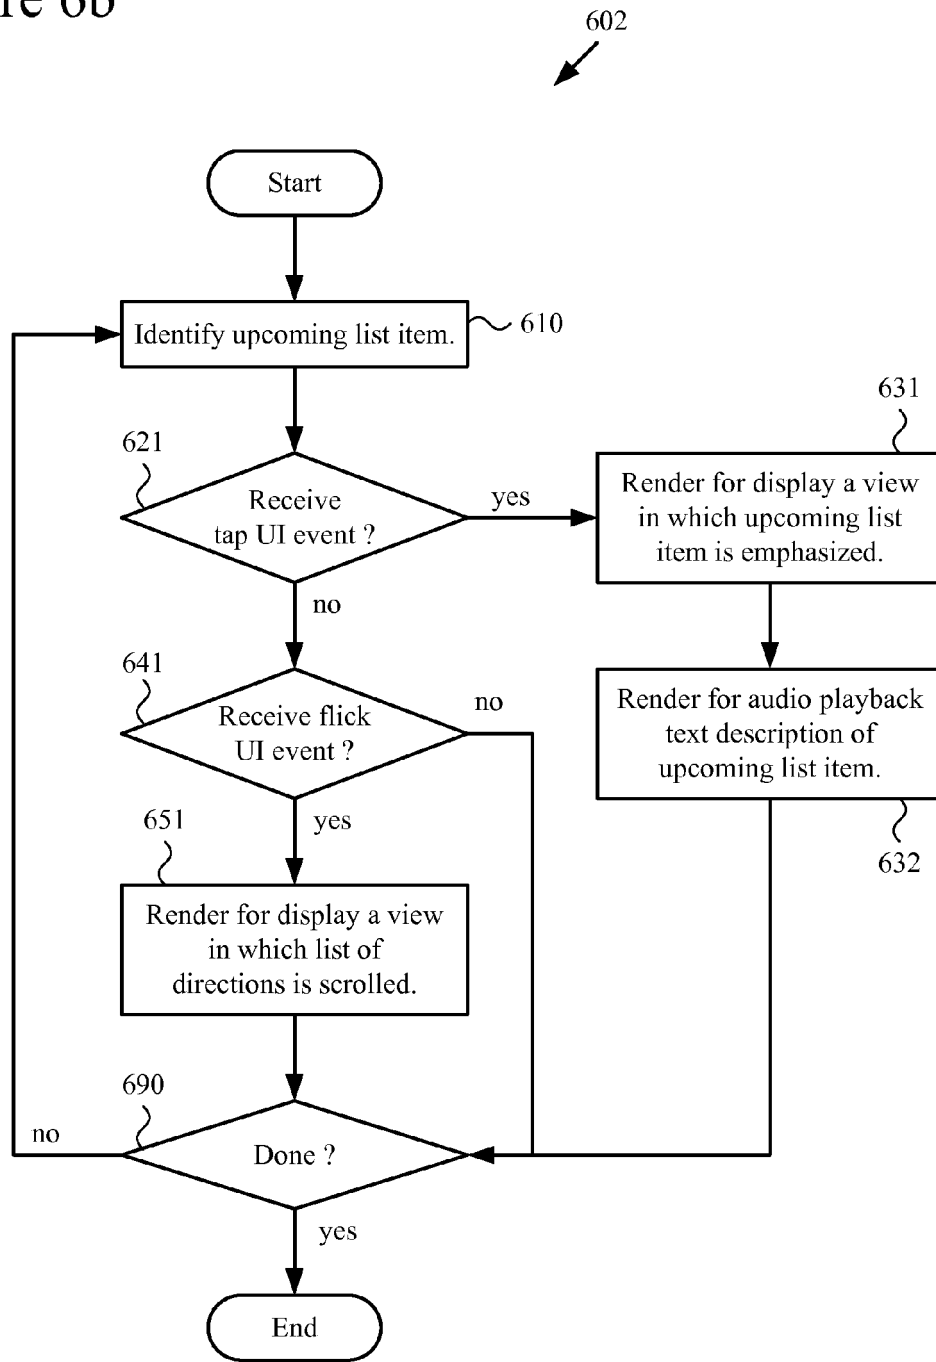 re 6b
602
Start
Identify upcoming list item.
610
621
Receive
tap UI event ?
yes
no
631
Render for display a view
in which upcoming list
item is emphasized.
Render for audio playback
text description of
upcoming list item.
632
641
Receive flick
UI event ?
no
yes
651
Render for display a view
in which list of
directions is scrolled.
690
Done ?
no
yes
End